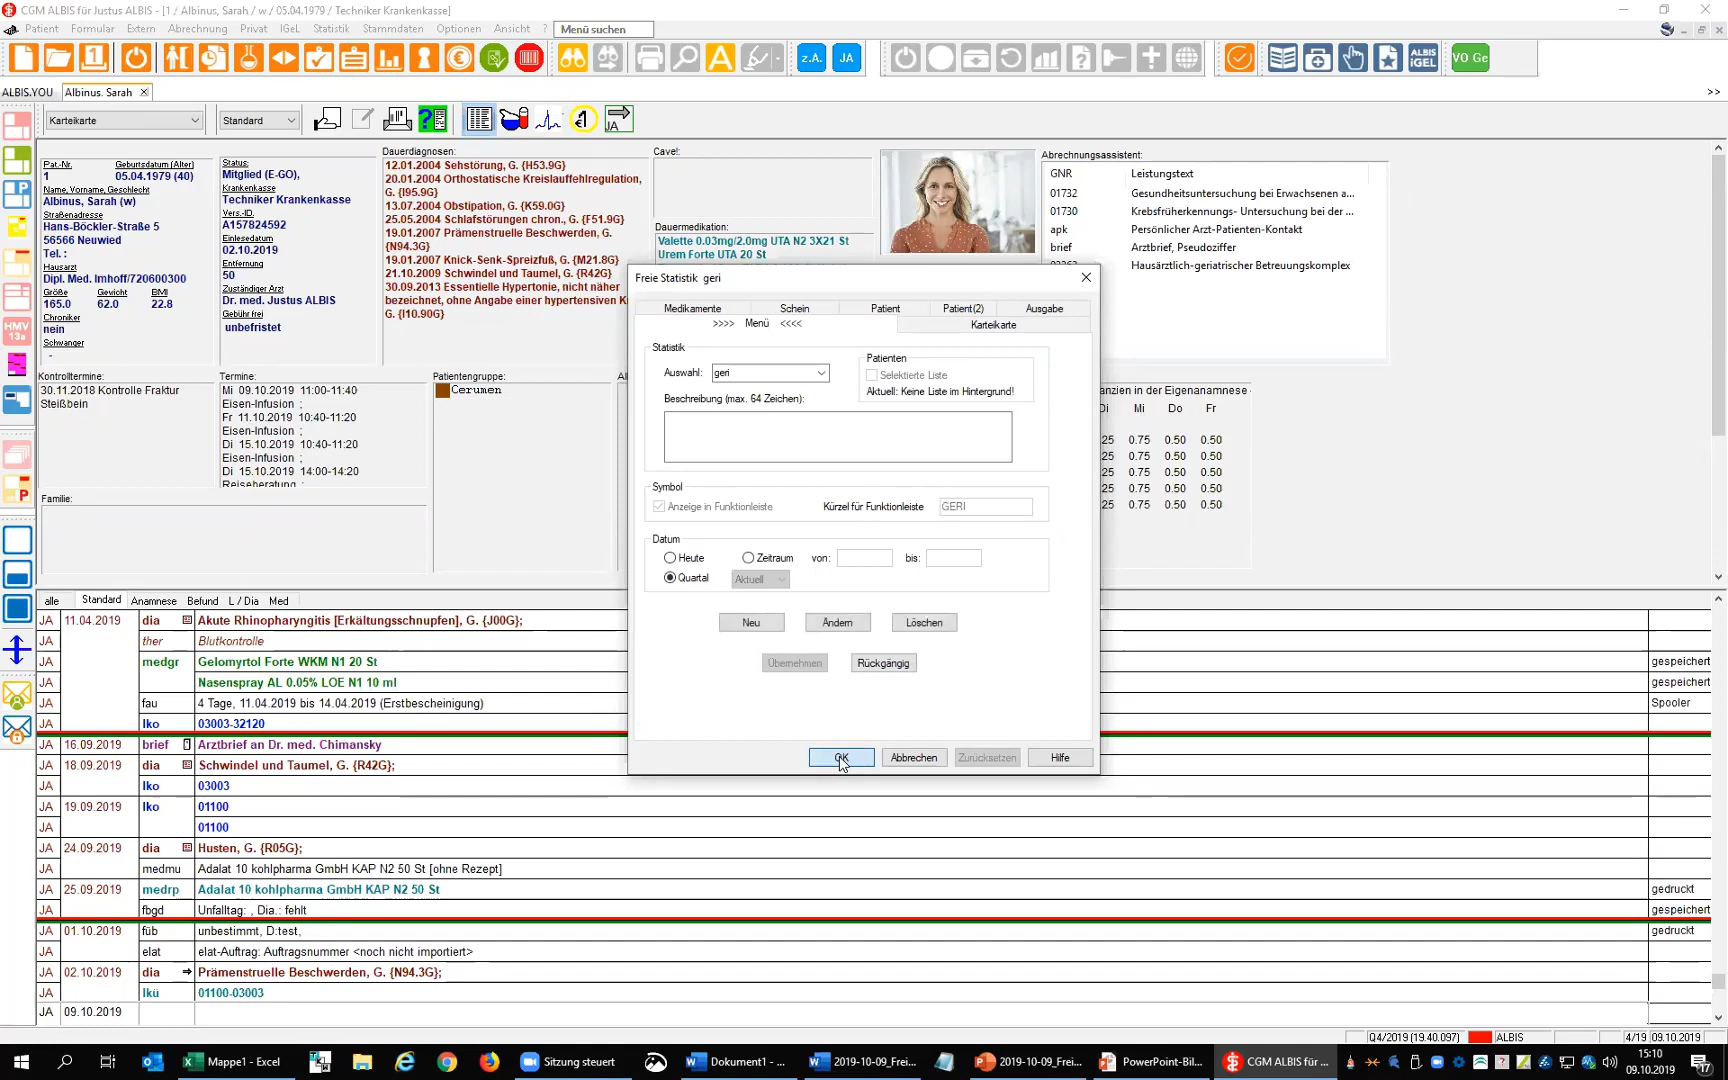 CGM ALBIS für Justus ALBIS - [1 / Albinus, Sarah / w / 05.04.1979 / Techniker Krankenkasse]
Patient Formular Extern Abrechnung Privat IGeL Statistik Stammdaten Optionen Ansicht ? Menü suchen
z.A. JA ALBIS iGEL VO Ge
ALBIS.YOU Albinus, Sarah >>
Karteikarte Standard JA
Pat.-Nr. Geburtsdatum (Alter)
1 05.04.1979 (40)
Name, Vorname, Geschlecht
Albinus, Sarah (w)
Straßenadresse
Hans-Böckler-Straße 5
56566 Neuwied
Tel. :
Hausarzt
Dipl. Med. Imhoff/720600300
Größe Gewicht BMI
165.0 62.0 22.8
Chroniker
nein
Schwanger
-
Status:
Mitglied (E-GO),
Krankenkasse
Techniker Krankenkasse
Vers.-ID.
A157824592
Einlesedatum
02.10.2019
Entfernung
50
Zuständiger Arzt
Dr. med. Justus ALBIS
Gebühr frei
unbefristet
Dauerdiagnosen:
12.01.2004 Sehstörung, G. {H53.9G}
20.01.2004 Orthostatische Kreislauffehlregulation,
G. {I95.9G}
13.07.2004 Obstipation, G. {K59.0G}
25.05.2004 Schlafstörungen chron., G. {F51.9G}
19.01.2007 Prämenstruelle Beschwerden, G.
{N94.3G}
19.01.2007 Knick-Senk-Spreizfuß, G. {M21.8G}
21.10.2009 Schwindel und Taumel, G. {R42G}
30.09.2013 Essentielle Hypertonie, nicht näher
bezeichnet, ohne Angabe einer hypertensiven K
G. {I10.90G}
Cave!:
Dauermedikation:
Valette 0.03mg/2.0mg UTA N2 3X21 St
Urem Forte UTA 20 St
Abrechnungsassistent:
GNR Leistungstext
01732 Gesundheitsuntersuchung bei Erwachsenen a...
01730 Krebsfrüherkennungs- Untersuchung bei der ...
apk Persönlicher Arzt-Patienten-Kontakt
brief Arztbrief, Pseudoziffer
Hausärztlich-geriatrischer Betreuungskomplex
Kontrolltermine:
30.11.2018 Kontrolle Fraktur
Steißbein
Termine:
Mi 09.10.2019 11:00-11:40
Eisen-Infusion ;
Fr 11.10.2019 10:40-11:20
Eisen-Infusion ;
Di 15.10.2019 10:40-11:20
Eisen-Infusion ;
Di 15.10.2019 14:00-14:20
Reiseberatung ;
Patientengruppe:
Cerumen
Familie:
anzien in der Eigenanamnese
Di Mi Do Fr
25 0.75 0.50 0.50
25 0.75 0.50 0.50
25 0.75 0.50 0.50
25 0.75 0.50 0.50
25 0.75 0.50 0.50
HMV
13a
P
P
Freie Statistik geri
Medikamente Schein Patient Patient(2) Ausgabe
>>>> Menü <<<< Karteikarte
Statistik
Auswahl: geri
Beschreibung (max. 64 Zeichen):
Patienten
Selektierte Liste
Aktuell: Keine Liste im Hintergrund!
Symbol
Anzeige in Funktionleiste Kürzel für Funktionleiste GERI
Datum
Heute Zeitraum von: bis:
Quartal Aktuell
Neu Ändern Löschen
Übernehmen Rückgängig
OK Abbrechen Zurücksetzen Hilfe
alle Standard Anamnese Befund L / Dia Med
JA 11.04.2019 dia Akute Rhinopharyngitis [Erkältungsschnupfen], G. {J00G};
JA ther Blutkontrolle
JA medgr Gelomyrtol Forte WKM N1 20 St gespeichert
JA Nasenspray AL 0.05% LOE N1 10 ml gespeichert
JA fau 4 Tage, 11.04.2019 bis 14.04.2019 (Erstbescheinigung) Spooler
JA lko 03003-32120
JA 16.09.2019 brief Arztbrief an Dr. med. Chimansky
JA 18.09.2019 dia Schwindel und Taumel, G. {R42G};
JA lko 03003
JA 19.09.2019 lko 01100
JA 01100
JA 24.09.2019 dia Husten, G. {R05G};
JA medmu Adalat 10 kohlpharma GmbH KAP N2 50 St [ohne Rezept]
JA 25.09.2019 medrp Adalat 10 kohlpharma GmbH KAP N2 50 St gedruckt
JA fbgd Unfalltag: , Dia.: fehlt gespeichert
JA 01.10.2019 füb unbestimmt, D:test, gedruckt
JA elat elat-Auftrag: Auftragsnummer <noch nicht importiert>
JA 02.10.2019 dia Prämenstruelle Beschwerden, G. {N94.3G};
JA lkü 01100-03003
JA 09.10.2019
Q4/2019 (19.40.097) ALBIS 4/19 09.10.2019
Mappe1 - Excel Sitzung steuert Dokument1 - ... 2019-10-09_Frei... 2019-10-09_Frei... PowerPoint-Bil... CGM ALBIS für ... 15:10
09.10.2019 17